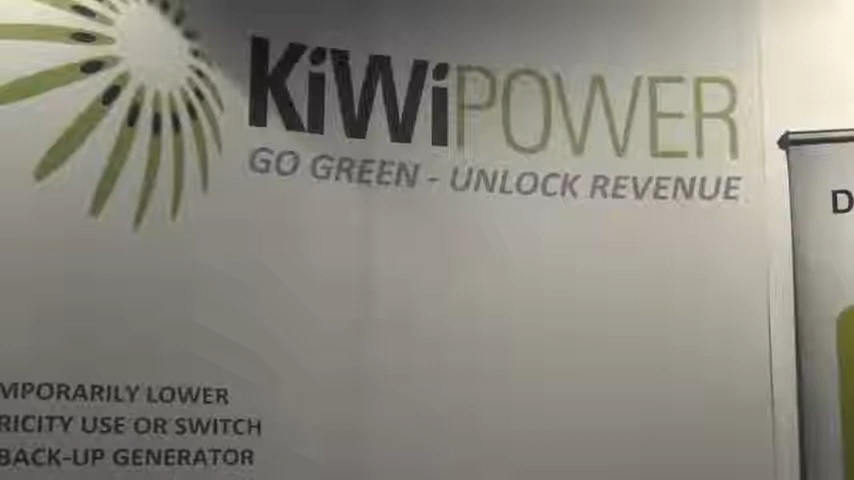 KiWiPOWER
GO GREEN - UNLOCK REVENUE
MPORARILY LOWER
RICITY USE OR SWITCH
BACK-UP GENERATOR
D